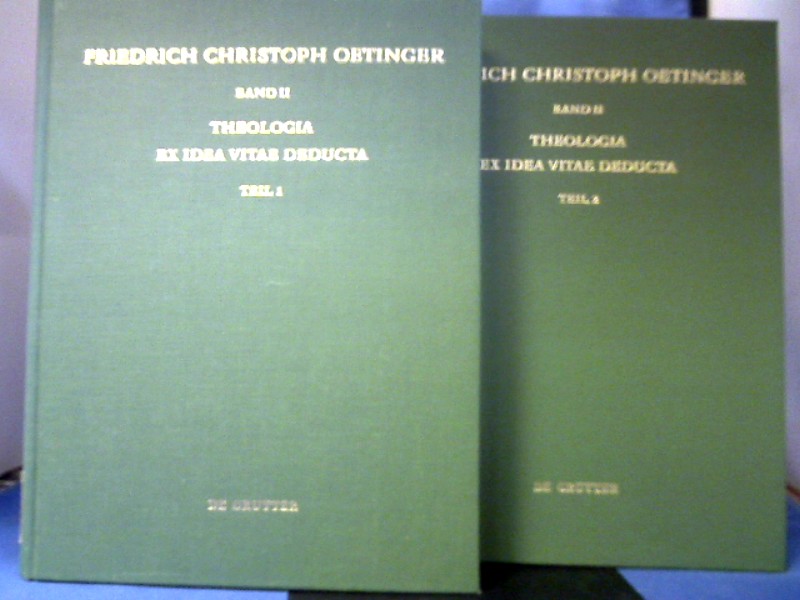 FRIEDRICH CHRISTOPH OETINGER
BAND II
THEOLOGIA
EX IDEA VITAE DEDUCTA
TEIL 1
DE GRUYTER
RICH CHRISTOPH OETINGER
BAND II
THEOLOGIA
EX IDEA VITAE DEDUCTA
TEIL 2
DE GRUYTER